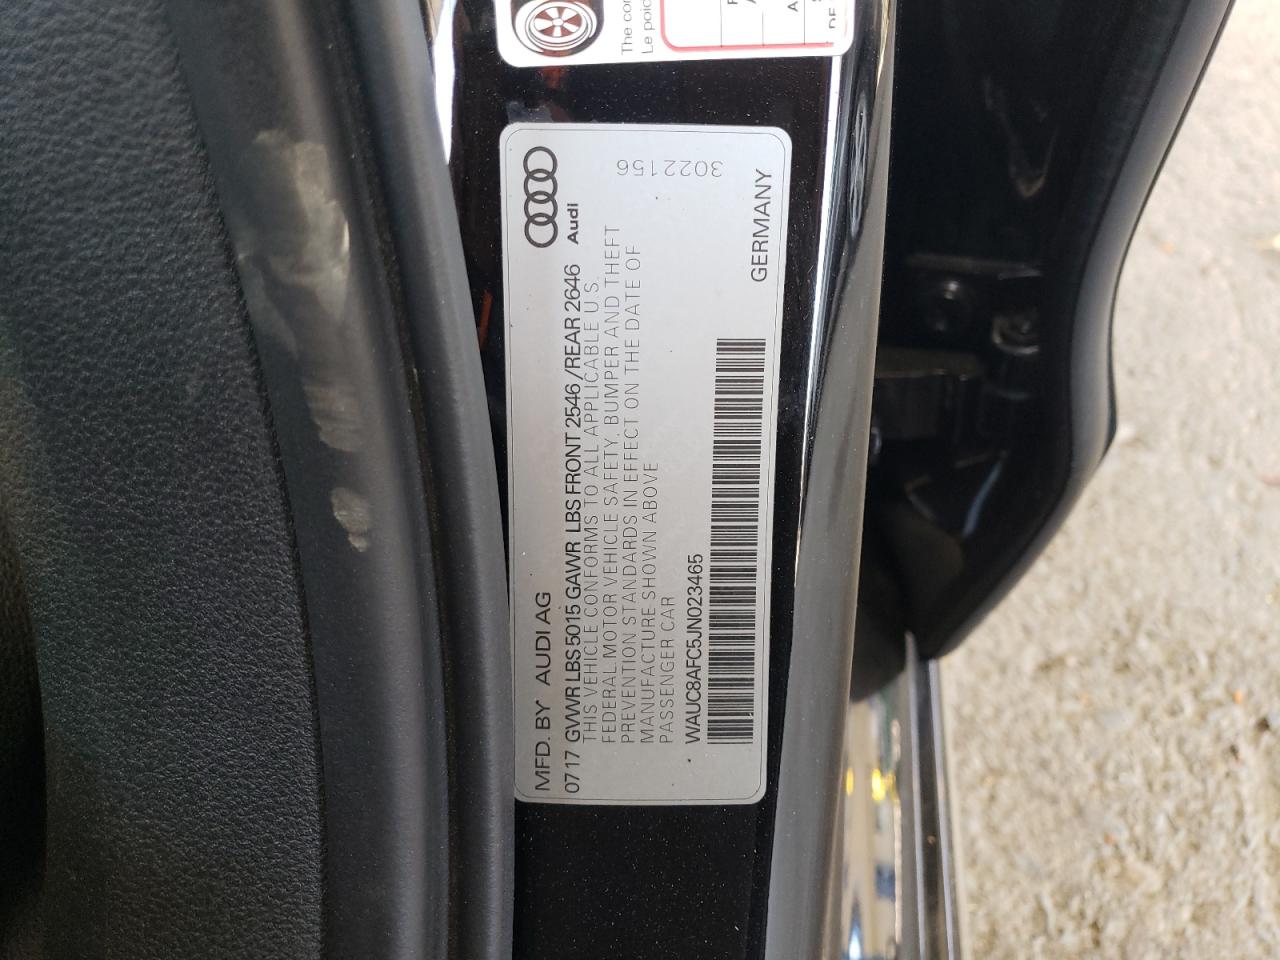 MFD. BY AUDI AG
Audi
0717 GVWR LBS 5015 GAWR LBS FRONT 2546 /REAR 2646
THIS VEHICLE CONFORMS TO ALL APPLICABLE U.S.
FEDERAL MOTOR VEHICLE SAFETY, BUMPER AND THEFT
PREVENTION STANDARDS IN EFFECT ON THE DATE OF
MANUFACTURE SHOWN ABOVE
PASSENGER CAR
3022156
WAUC8AFC5JN023465
GERMANY
Le